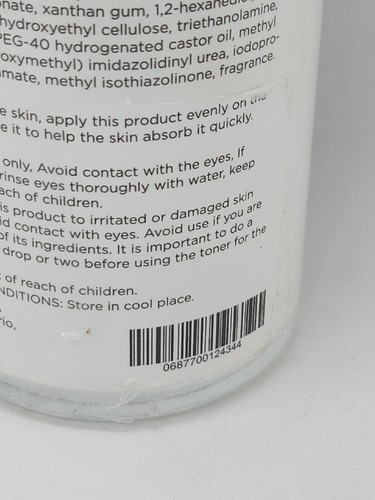 nate, xanthan gum, 1,2-hexanedio
hydroxyethyl cellulose, triethanolamine,
PEG-40 hydrogenated castor oil, methyl
oxymethyl) imidazolidinyl urea, iodopro-
amate, methyl isothiazolinone, fragrance.
e skin, apply this product evenly on the
e it to help the skin absorb it quickly.
only, Avoid contact with the eyes, If
rinse eyes thoroughly with water, keep
ach of children.
is product to irritated or damaged skin
id contact with eyes. Avoid use if you are
of its ingredients. It is important to do a
drop or two before using the toner for the
t of reach of children.
NDITIONS: Store in cool place.
rio,
0687700124344